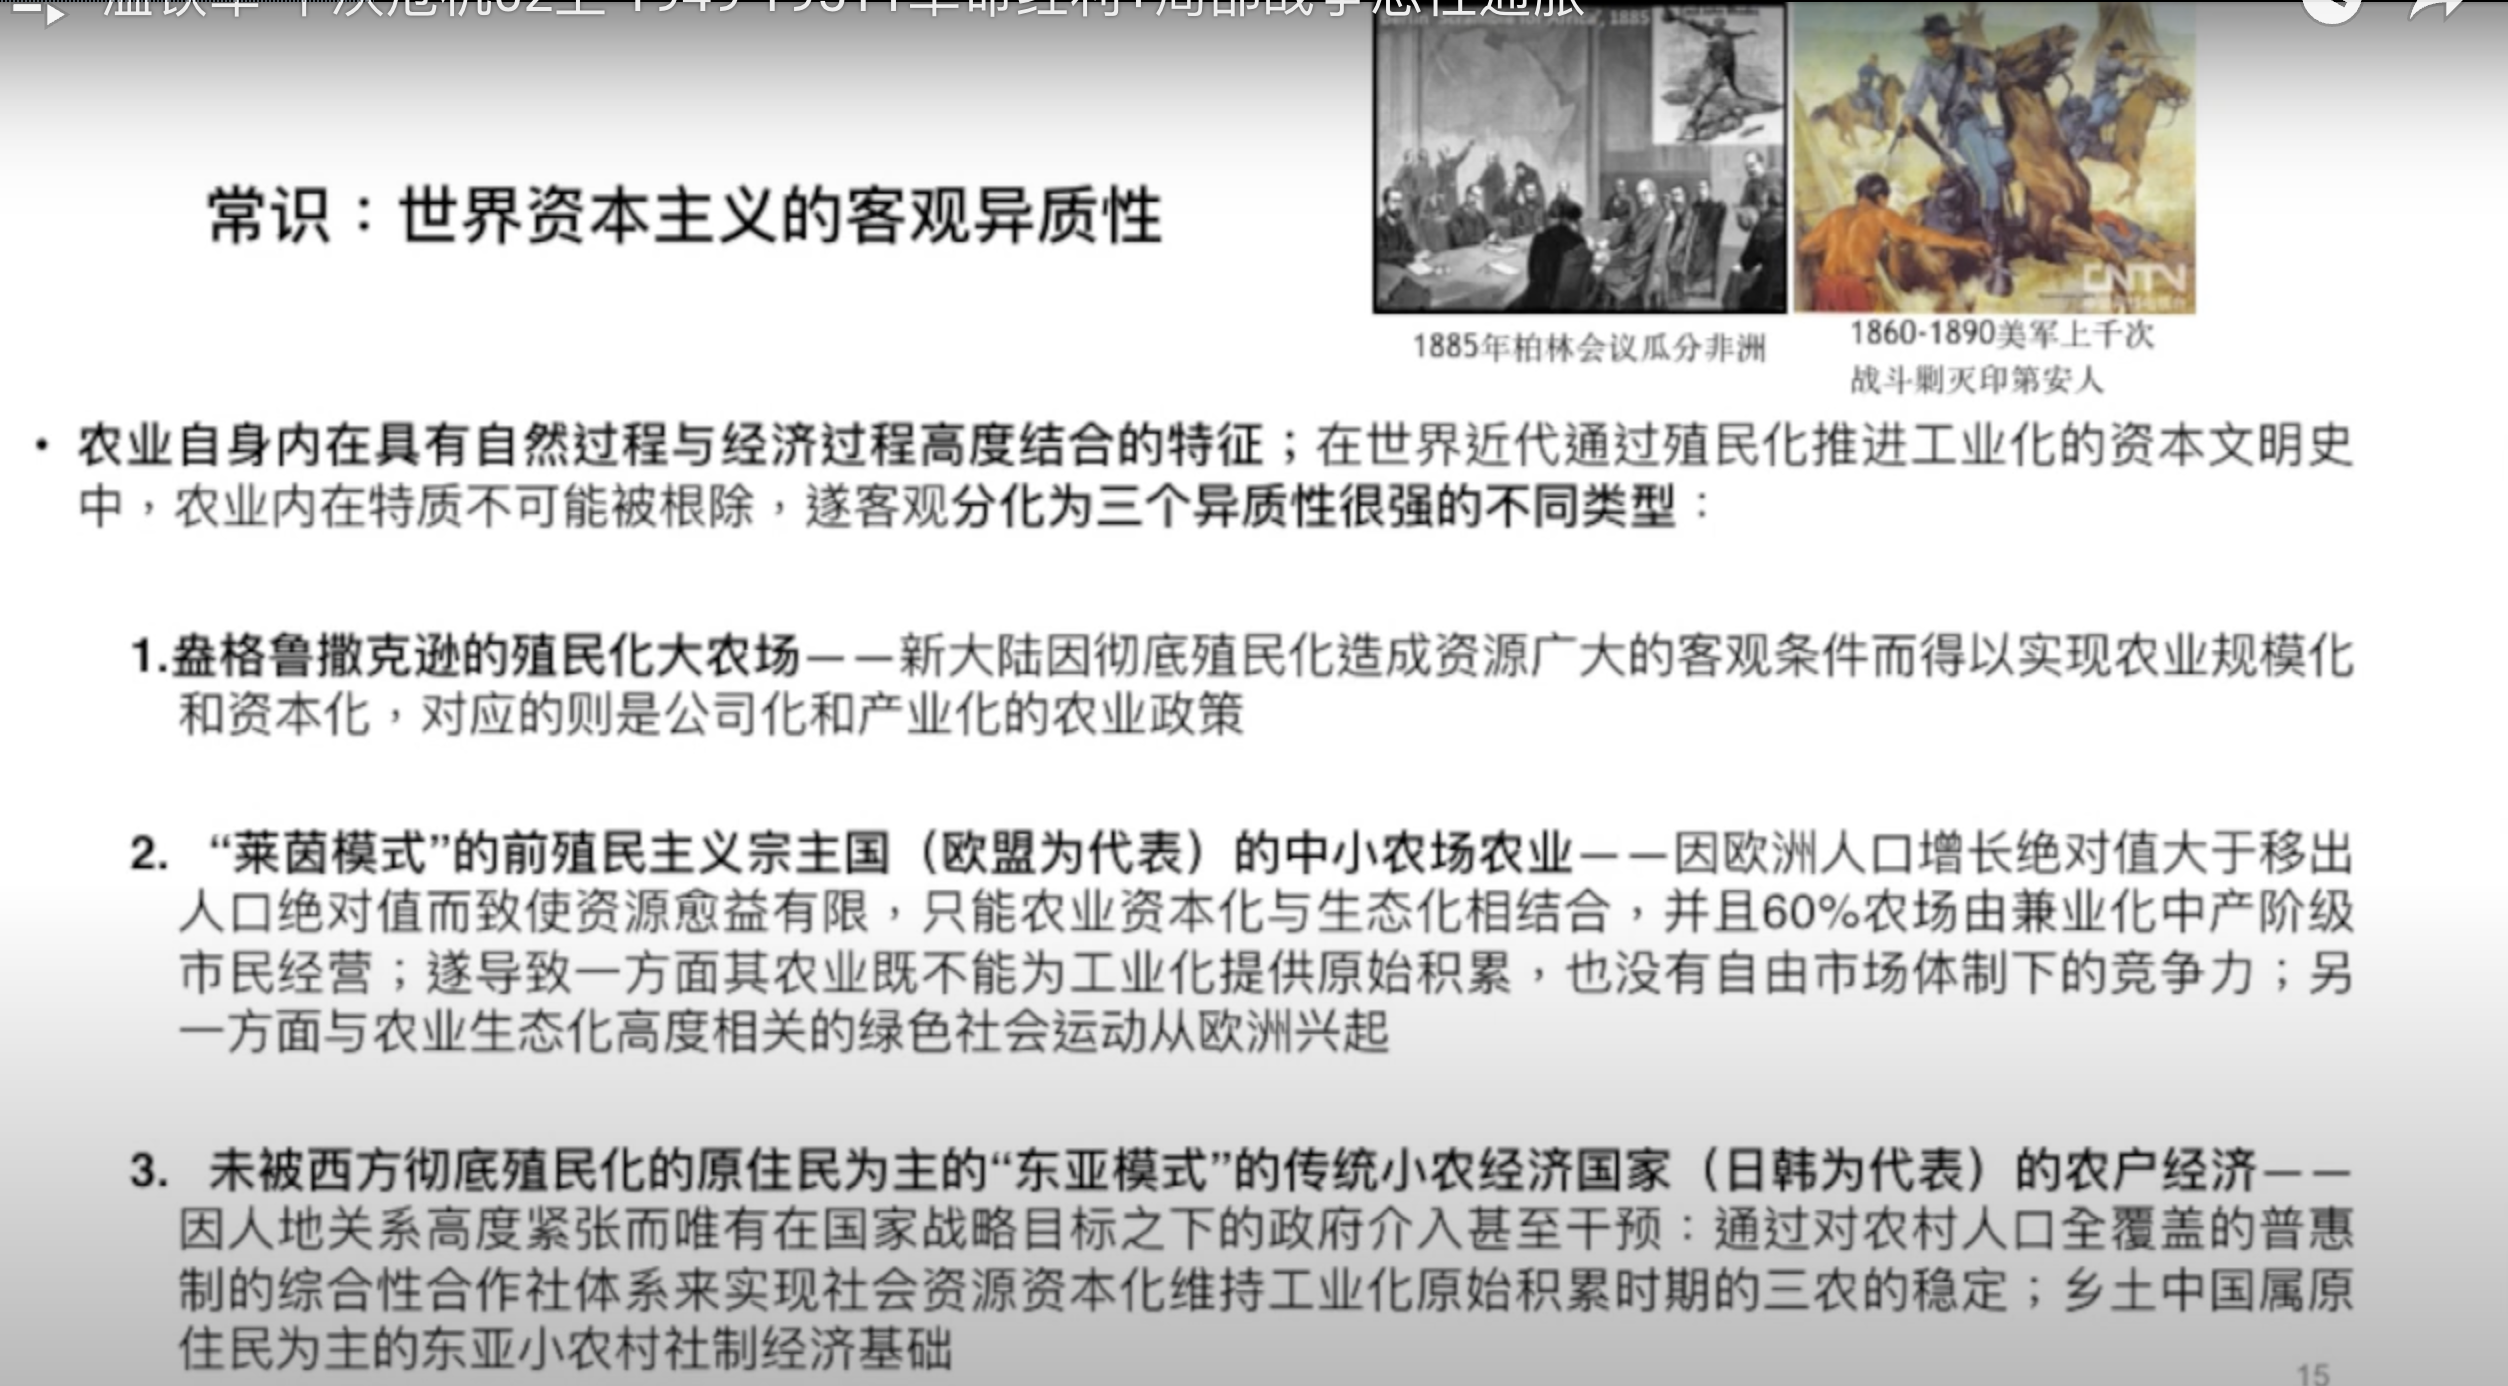 常识：世界资本主义的客观异质性
1885
1885年柏林会议瓜分非洲
CNTV
1860-1890美军上千次
战斗剿灭印第安人
• 农业自身内在具有自然过程与经济过程高度结合的特征；在世界近代通过殖民化推进工业化的资本文明史
中，农业内在特质不可能被根除，遂客观分化为三个异质性很强的不同类型：
1.盎格鲁撒克逊的殖民化大农场——新大陆因彻底殖民化造成资源广大的客观条件而得以实现农业规模化
和资本化，对应的则是公司化和产业化的农业政策
2. “莱茵模式”的前殖民主义宗主国（欧盟为代表）的中小农场农业——因欧洲人口增长绝对值大于移出
人口绝对值而致使资源愈益有限，只能农业资本化与生态化相结合，并且60%农场由兼业化中产阶级
市民经营；遂导致一方面其农业既不能为工业化提供原始积累，也没有自由市场体制下的竞争力；另
一方面与农业生态化高度相关的绿色社会运动从欧洲兴起
3. 未被西方彻底殖民化的原住民为主的“东亚模式”的传统小农经济国家（日韩为代表）的农户经济——
因人地关系高度紧张而唯有在国家战略目标之下的政府介入甚至干预：通过对农村人口全覆盖的普惠
制的综合性合作社体系来实现社会资源资本化维持工业化原始积累时期的三农的稳定；乡土中国属原
住民为主的东亚小农村社制经济基础
15